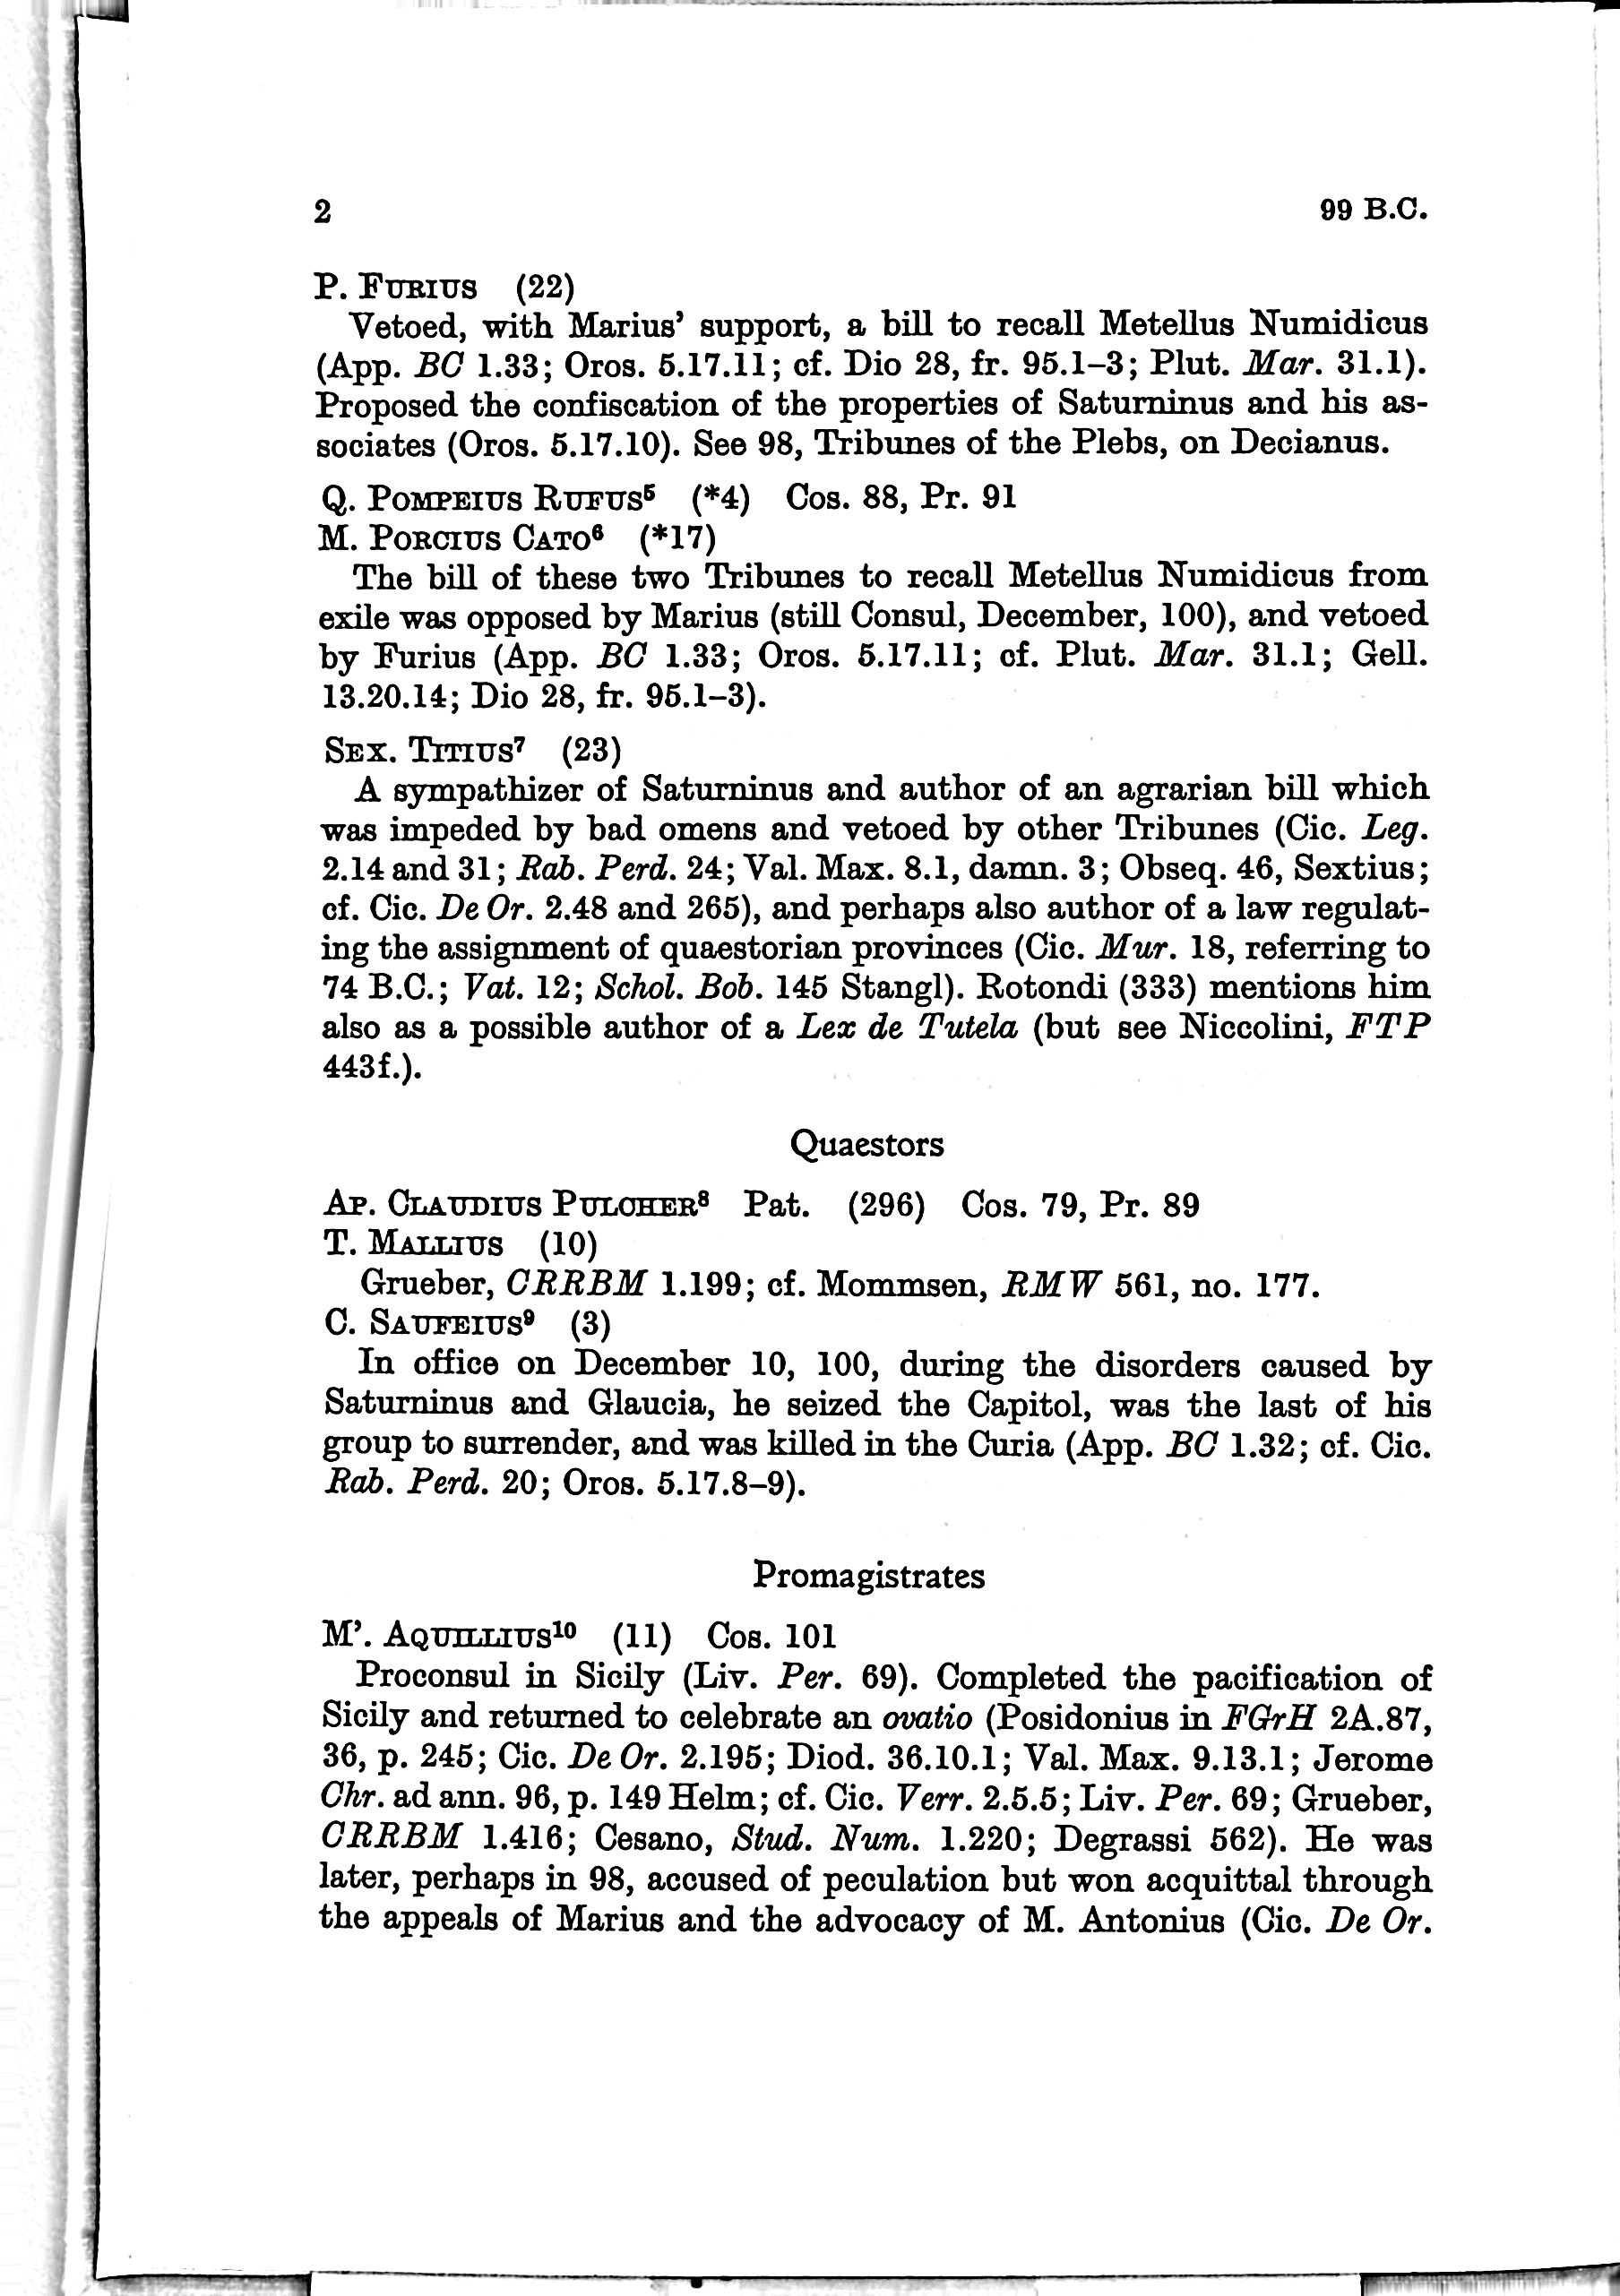 2 99 B.C.
P. FURIUS (22)
Vetoed, with Marius’ support, a bill to recall Metellus Numidicus
(App. BC 1.33; Oros. 5.17.11; cf. Dio 28, fr. 95.1–3; Plut. Mar. 31.1).
Proposed the confiscation of the properties of Saturninus and his as-
sociates (Oros. 5.17.10). See 98, Tribunes of the Plebs, on Decianus.
Q. POMPEIUS RUFUS⁵ (*4) Cos. 88, Pr. 91
M. PORCIUS CATO⁶ (*17)
The bill of these two Tribunes to recall Metellus Numidicus from
exile was opposed by Marius (still Consul, December, 100), and vetoed
by Furius (App. BC 1.33; Oros. 5.17.11; cf. Plut. Mar. 31.1; Gell.
13.20.14; Dio 28, fr. 95.1–3).
SEX. TITIUS⁷ (23)
A sympathizer of Saturninus and author of an agrarian bill which
was impeded by bad omens and vetoed by other Tribunes (Cic. Leg.
2.14 and 31; Rab. Perd. 24; Val. Max. 8.1, damn. 3; Obseq. 46, Sextius;
cf. Cic. De Or. 2.48 and 265), and perhaps also author of a law regulat-
ing the assignment of quaestorian provinces (Cic. Mur. 18, referring to
74 B.C.; Vat. 12; Schol. Bob. 145 Stangl). Rotondi (333) mentions him
also as a possible author of a Lex de Tutela (but see Niccolini, FTP
443f.).
Quaestors
AP. CLAUDIUS PULCHER⁸ Pat. (296) Cos. 79, Pr. 89
T. MALLIUS (10)
Grueber, CRRBM 1.199; cf. Mommsen, RMW 561, no. 177.
C. SAUFEIUS⁹ (3)
In office on December 10, 100, during the disorders caused by
Saturninus and Glaucia, he seized the Capitol, was the last of his
group to surrender, and was killed in the Curia (App. BC 1.32; cf. Cic.
Rab. Perd. 20; Oros. 5.17.8–9).
Promagistrates
M’. AQUILLIUS¹⁰ (11) Cos. 101
Proconsul in Sicily (Liv. Per. 69). Completed the pacification of
Sicily and returned to celebrate an ovatio (Posidonius in FGrH 2A.87,
36, p. 245; Cic. De Or. 2.195; Diod. 36.10.1; Val. Max. 9.13.1; Jerome
Chr. ad ann. 96, p. 149 Helm; cf. Cic. Verr. 2.5.5; Liv. Per. 69; Grueber,
CRRBM 1.416; Cesano, Stud. Num. 1.220; Degrassi 562). He was
later, perhaps in 98, accused of peculation but won acquittal through
the appeals of Marius and the advocacy of M. Antonius (Cic. De Or.